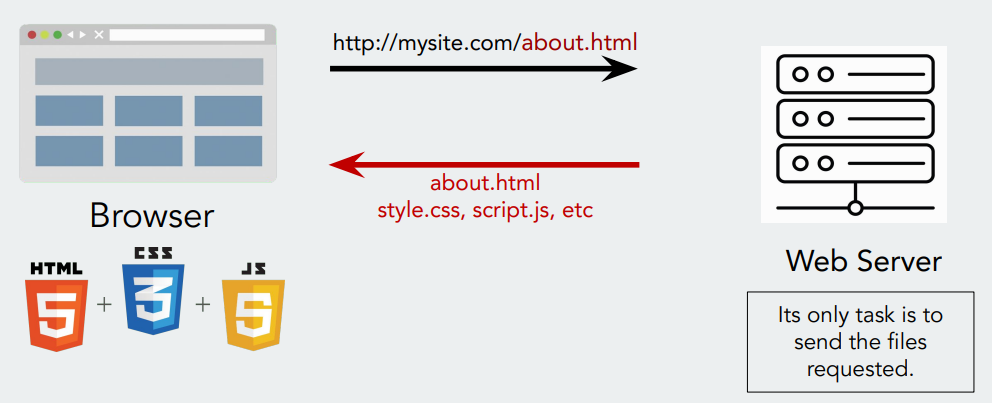 http://mysite.com/about.html
about.html
style.css, script.js, etc
Browser
HTML
CSS
JS
5
+
3
+
5
Web Server
Its only task is to
send the files
requested.